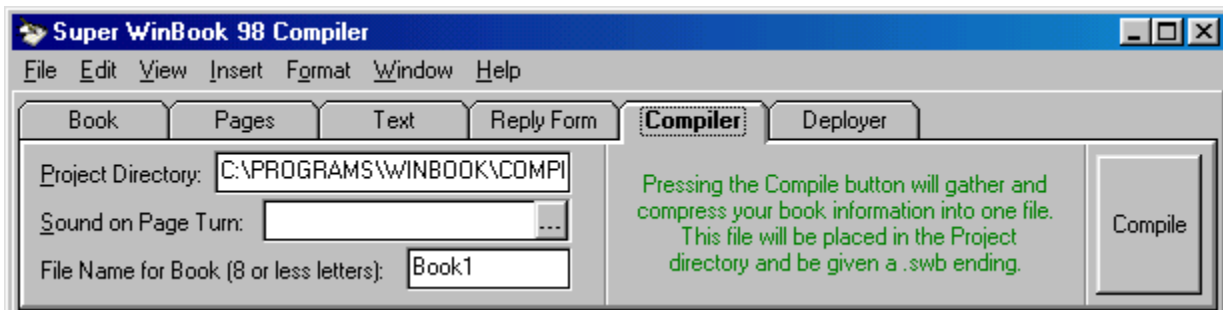 Super WinBook 98 Compiler
File Edit View Insert Format Window Help
Book Pages Text Reply Form Compiler Deployer
Project Directory: C:\PROGRAMS\WINBOOK\COMPI
Sound on Page Turn: ...
File Name for Book (8 or less letters): Book1
Pressing the Compile button will gather and
compress your book information into one file.
This file will be placed in the Project
directory and be given a .swb ending.
Compile